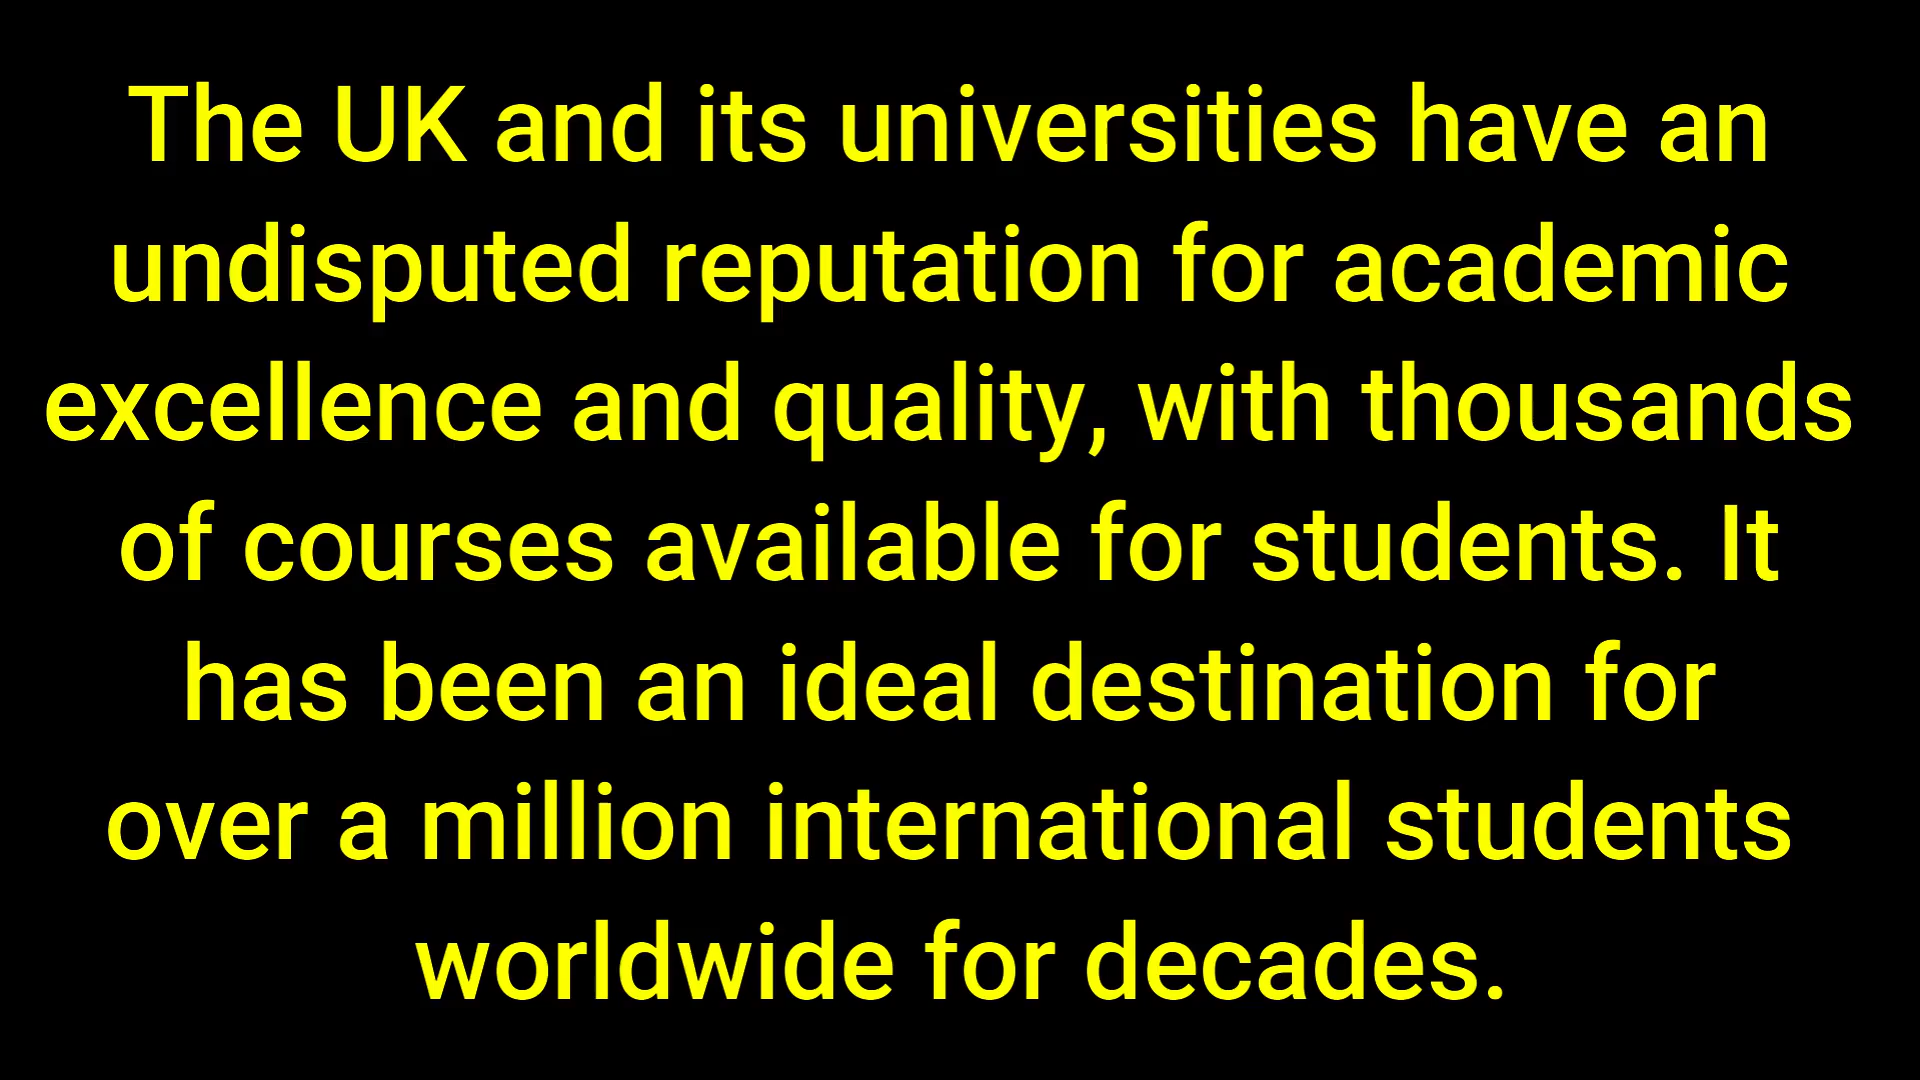 The UK and its universities have an
undisputed reputation for academic
excellence and quality, with thousands
of courses available for students. It
has been an ideal destination for
over a million international students
worldwide for decades.